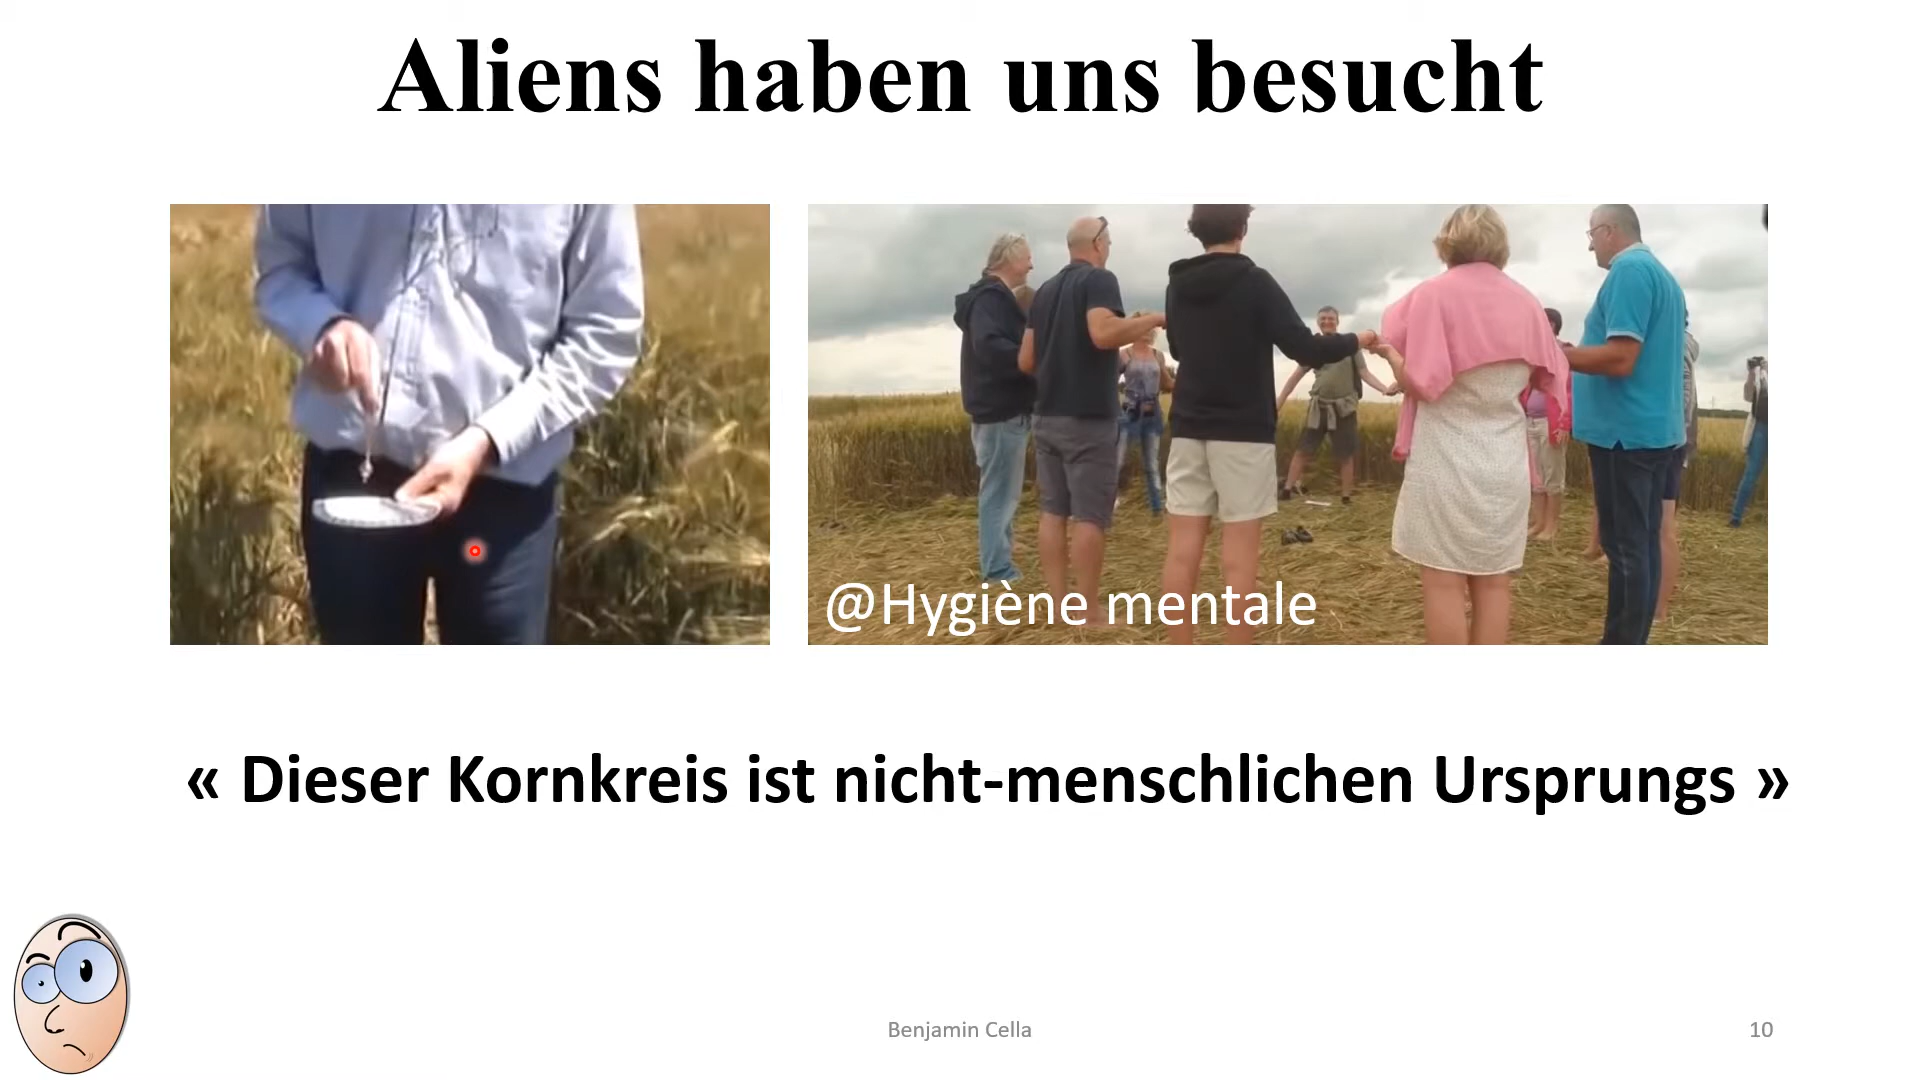 Aliens haben uns besucht
@Hygiène mentale
« Dieser Kornkreis ist nicht-menschlichen Ursprungs »
Benjamin Cella
10